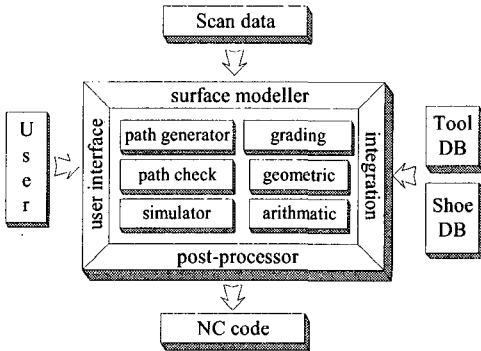 Scan data
surface modeller
User
user interface
path generator
grading
path check
geometric
simulator
arithmatic
integration
Tool
DB
Shoe
DB
post-processor
NC code